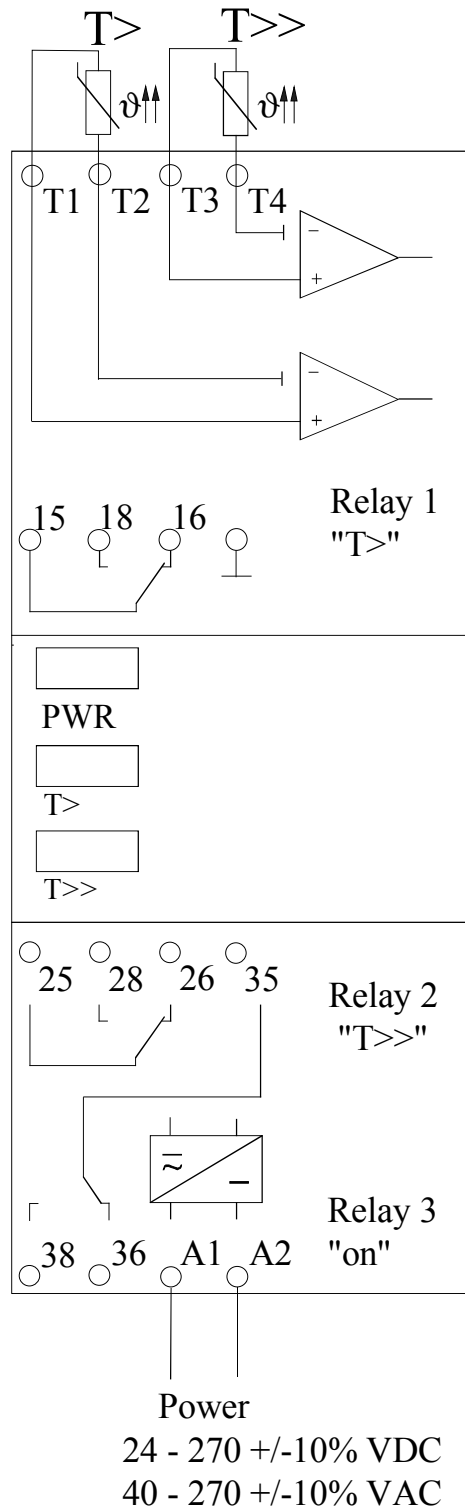 T> T>>
ϑ ϑ
T1 T2 T3 T4
−
+
−
+
15 18 16
Relay 1
"T>"
PWR
T>
T>>
25 28 26 35
Relay 2
"T>>"
Relay 3
"on"
38 36 A1 A2
Power
24 - 270 +/-10% VDC
40 - 270 +/-10% VAC